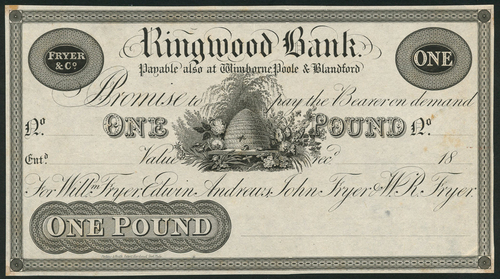 FRYER & Co.
Ringwood Bank.
ONE
Payable also at Wimborne, Poole & Blandford
Promise to pay the Bearer on demand
No. ONE POUND No.
Entd. Value recd. 18
For Willm. Fryer, Edwin Andrews, John Fryer & W. R. Fryer.
ONE POUND